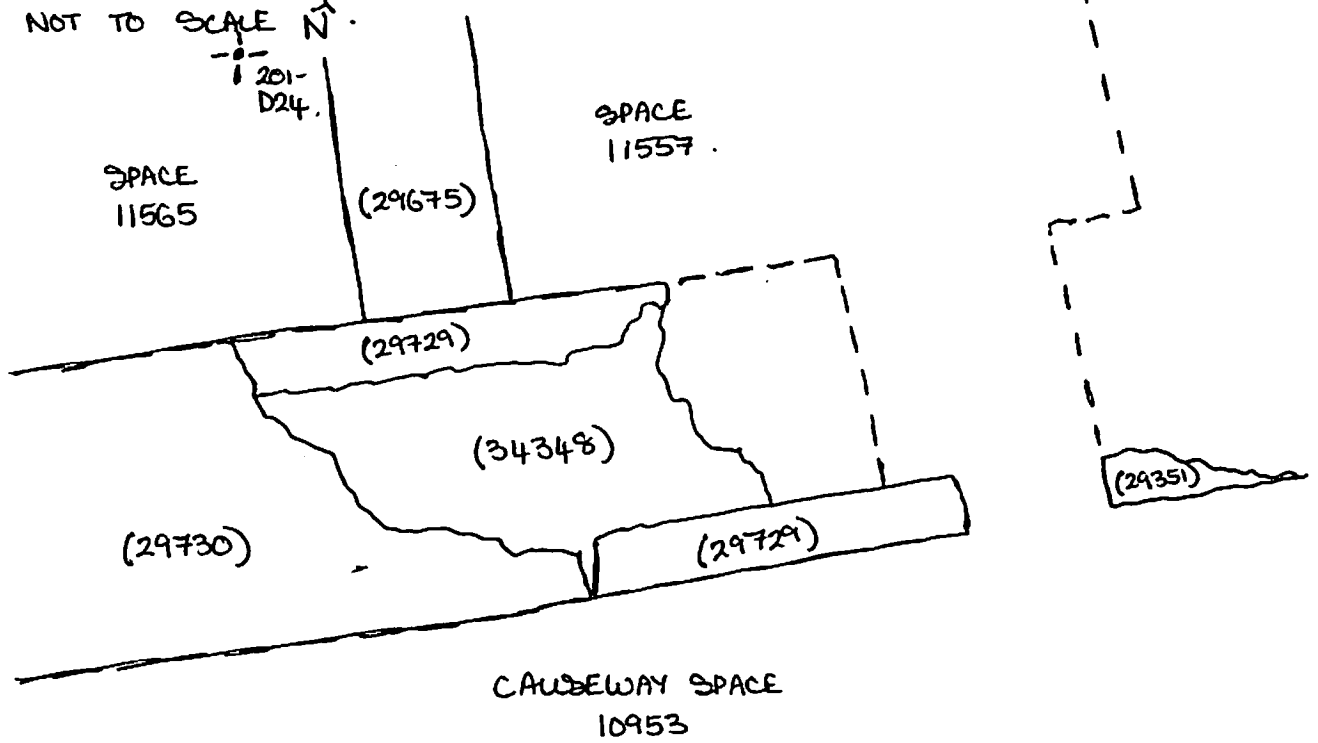 NOT TO SCALE N
201-
D24.
SPACE
11557.
SPACE
11565
(29675)
(29729)
(34348)
(29351)
(29730)
(29729)
CAUSEWAY SPACE
10953